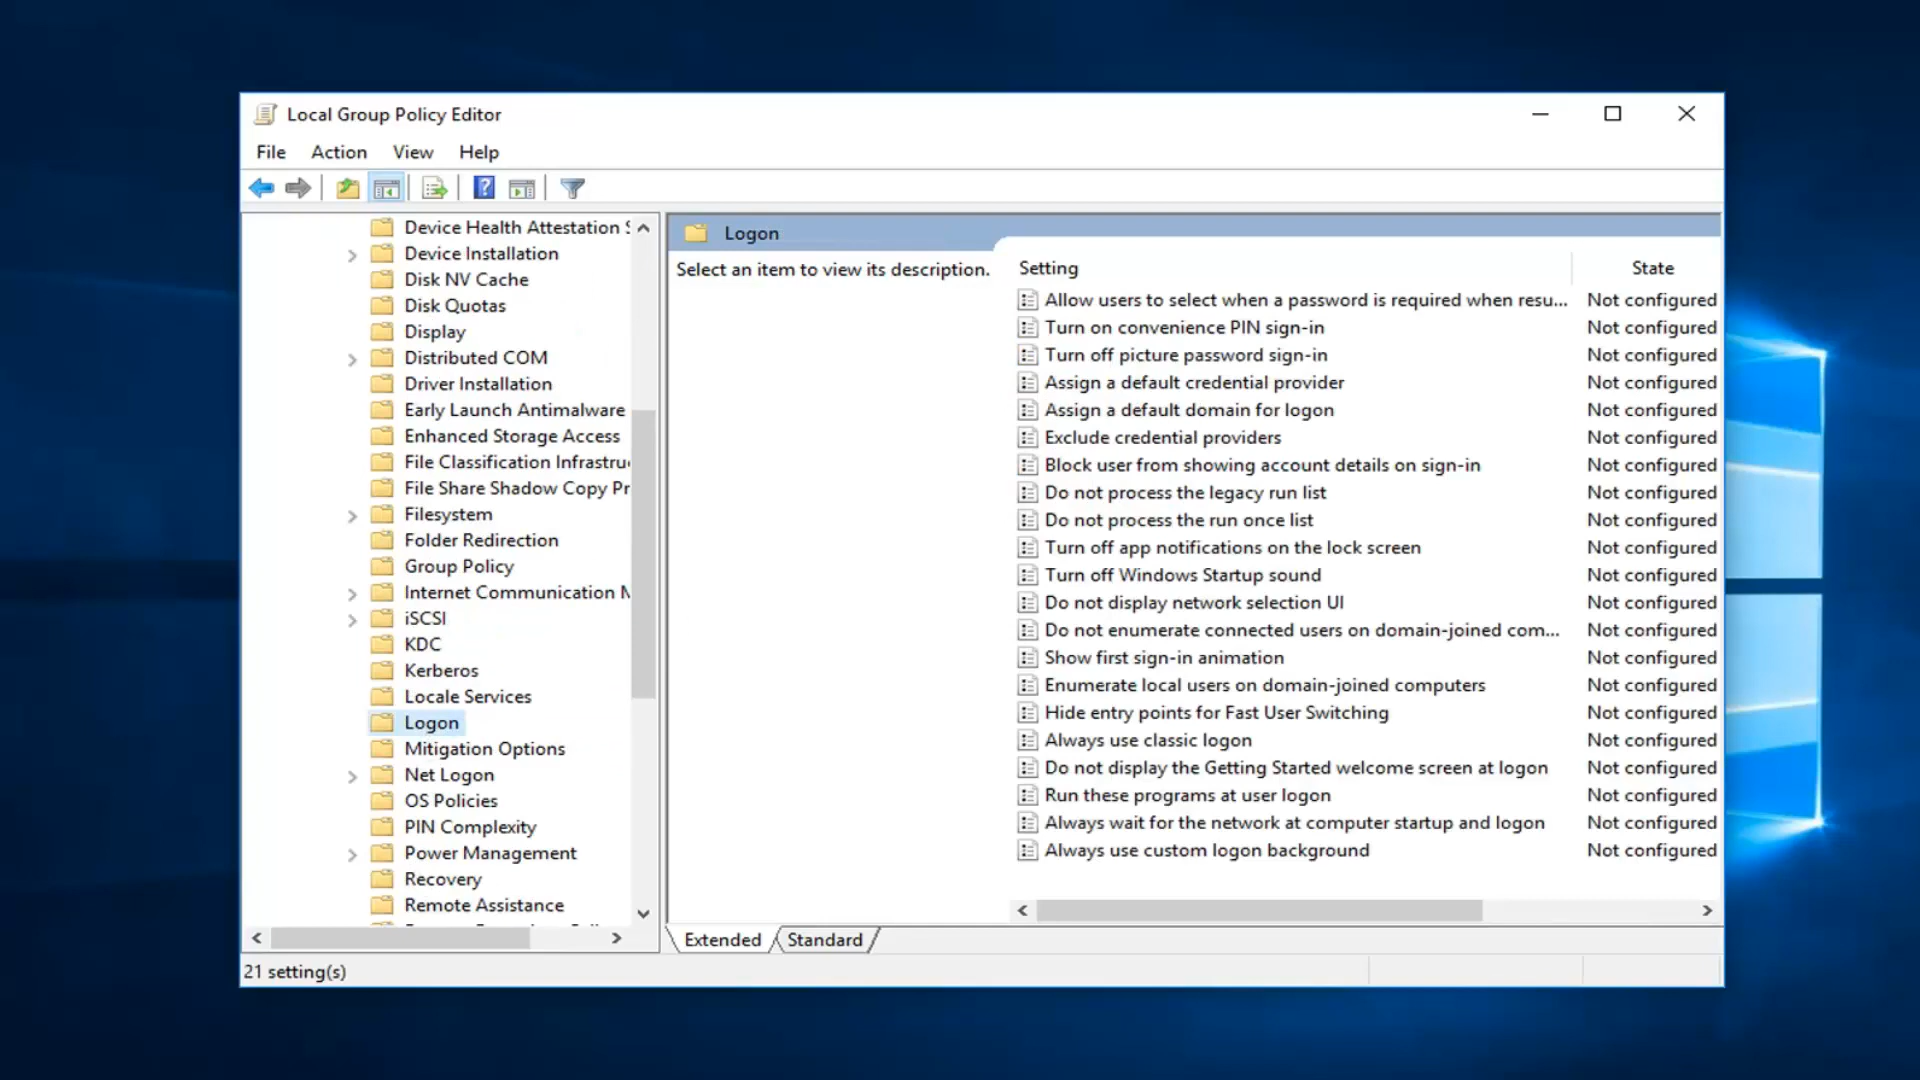 Local Group Policy Editor
File Action View Help
Device Health Attestation S
Device Installation
Disk NV Cache
Disk Quotas
Display
Distributed COM
Driver Installation
Early Launch Antimalware
Enhanced Storage Access
File Classification Infrastru
File Share Shadow Copy Pr
Filesystem
Folder Redirection
Group Policy
Internet Communication M
iSCSI
KDC
Kerberos
Locale Services
Logon
Mitigation Options
Net Logon
OS Policies
PIN Complexity
Power Management
Recovery
Remote Assistance
Logon
Select an item to view its description.
Setting State
Allow users to select when a password is required when resu... Not configured
Turn on convenience PIN sign-in Not configured
Turn off picture password sign-in Not configured
Assign a default credential provider Not configured
Assign a default domain for logon Not configured
Exclude credential providers Not configured
Block user from showing account details on sign-in Not configured
Do not process the legacy run list Not configured
Do not process the run once list Not configured
Turn off app notifications on the lock screen Not configured
Turn off Windows Startup sound Not configured
Do not display network selection UI Not configured
Do not enumerate connected users on domain-joined com... Not configured
Show first sign-in animation Not configured
Enumerate local users on domain-joined computers Not configured
Hide entry points for Fast User Switching Not configured
Always use classic logon Not configured
Do not display the Getting Started welcome screen at logon Not configured
Run these programs at user logon Not configured
Always wait for the network at computer startup and logon Not configured
Always use custom logon background Not configured
Extended Standard
21 setting(s)